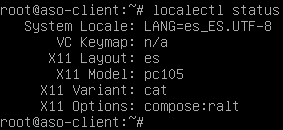 root@aso-client:~# localectl status
System Locale: LANG=es_ES.UTF-8
VC Keymap: n/a
X11 Layout: es
X11 Model: pc105
X11 Variant: cat
X11 Options: compose:ralt
root@aso-client:~#